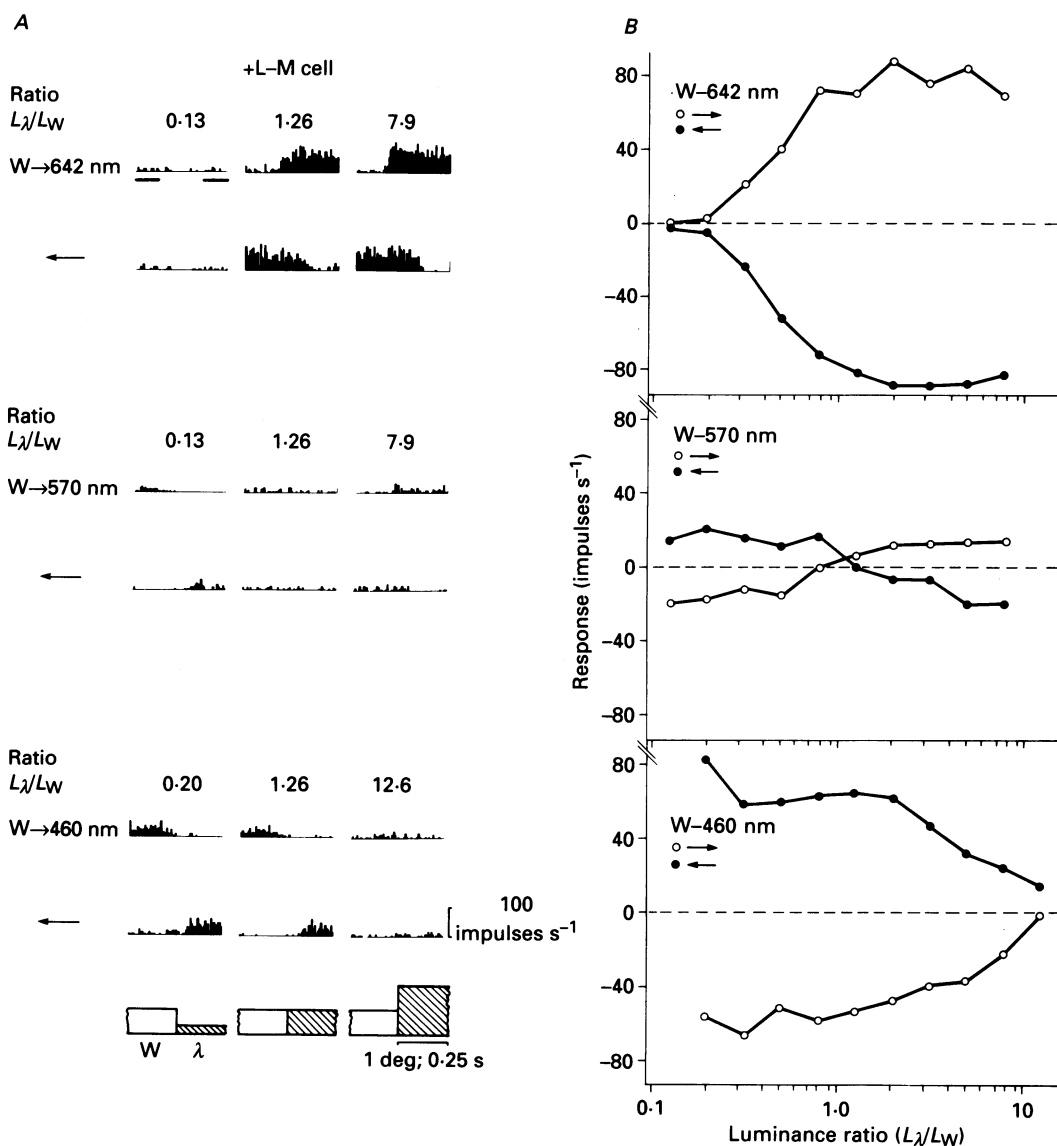 A
+L–M cell
Ratio
Lλ/LW
0·13 1·26 7·9
W→642 nm
←
Ratio
Lλ/LW
0·13 1·26 7·9
W→570 nm
←
Ratio
Lλ/LW
0·20 1·26 12·6
W→460 nm
←
100
impulses s⁻¹
W λ
1 deg; 0·25 s
B
80
40
0
−40
−80
W–642 nm
○ →
● ←
80
40
0
−40
−80
W–570 nm
○ →
● ←
Response (impulses s⁻¹)
80
40
0
−40
−80
W–460 nm
○ →
● ←
0·1 1·0 10
Luminance ratio (Lλ/LW)